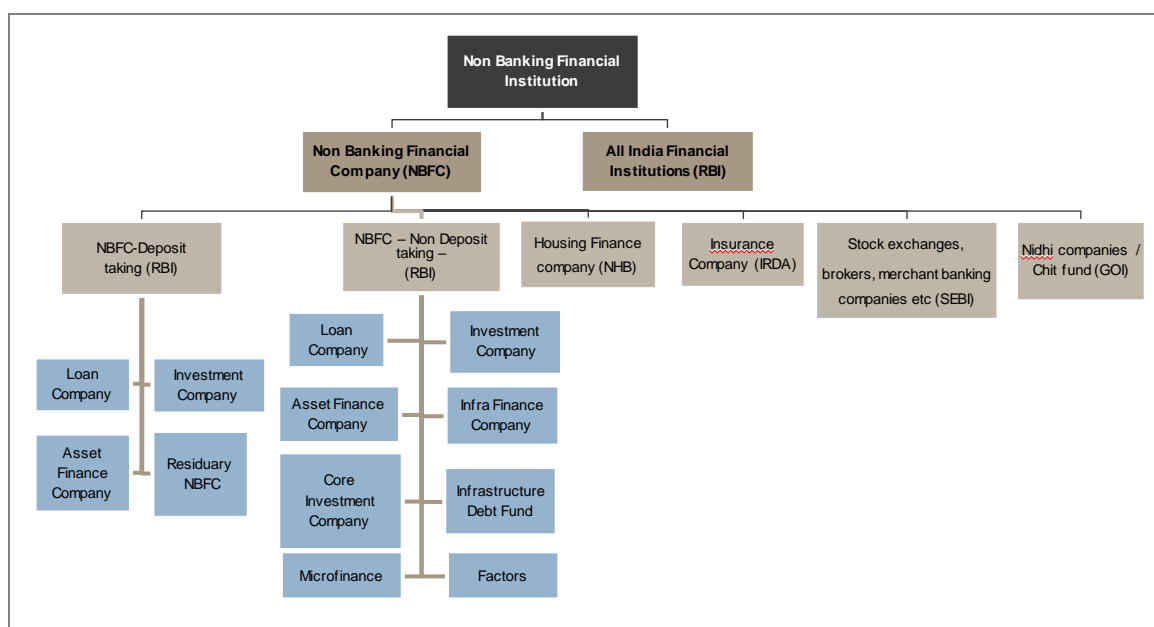 Non Banking Financial
Institution
Non Banking Financial
Company (NBFC)
All India Financial
Institutions (RBI)
NBFC-Deposit
taking (RBI)
NBFC – Non Deposit
taking –
(RBI)
Housing Finance
company (NHB)
Insurance
Company (IRDA)
Stock exchanges,
brokers, merchant banking
companies etc (SEBI)
Nidhi companies /
Chit fund (GOI)
Loan
Company
Investment
Company
Asset
Finance
Company
Residuary
NBFC
Loan
Company
Investment
Company
Asset Finance
Company
Infra Finance
Company
Core
Investment
Company
Infrastructure
Debt Fund
Microfinance
Factors